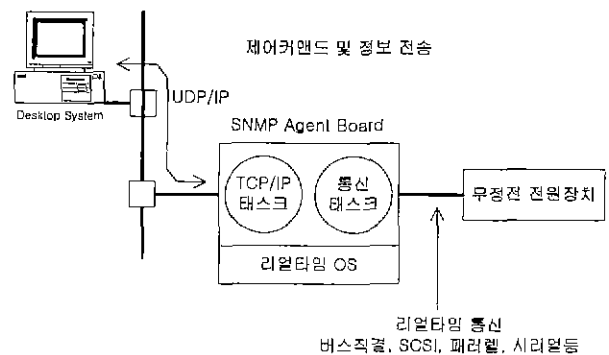 제어커맨드 및 정보 전송
UDP/IP
Desktop System
SNMP Agent Board
TCP/IP
태스크
통신
태스크
무정전 전원장치
리얼타임 OS
리얼타임 통신
버스직결, SCSI, 패러렐, 시리얼등